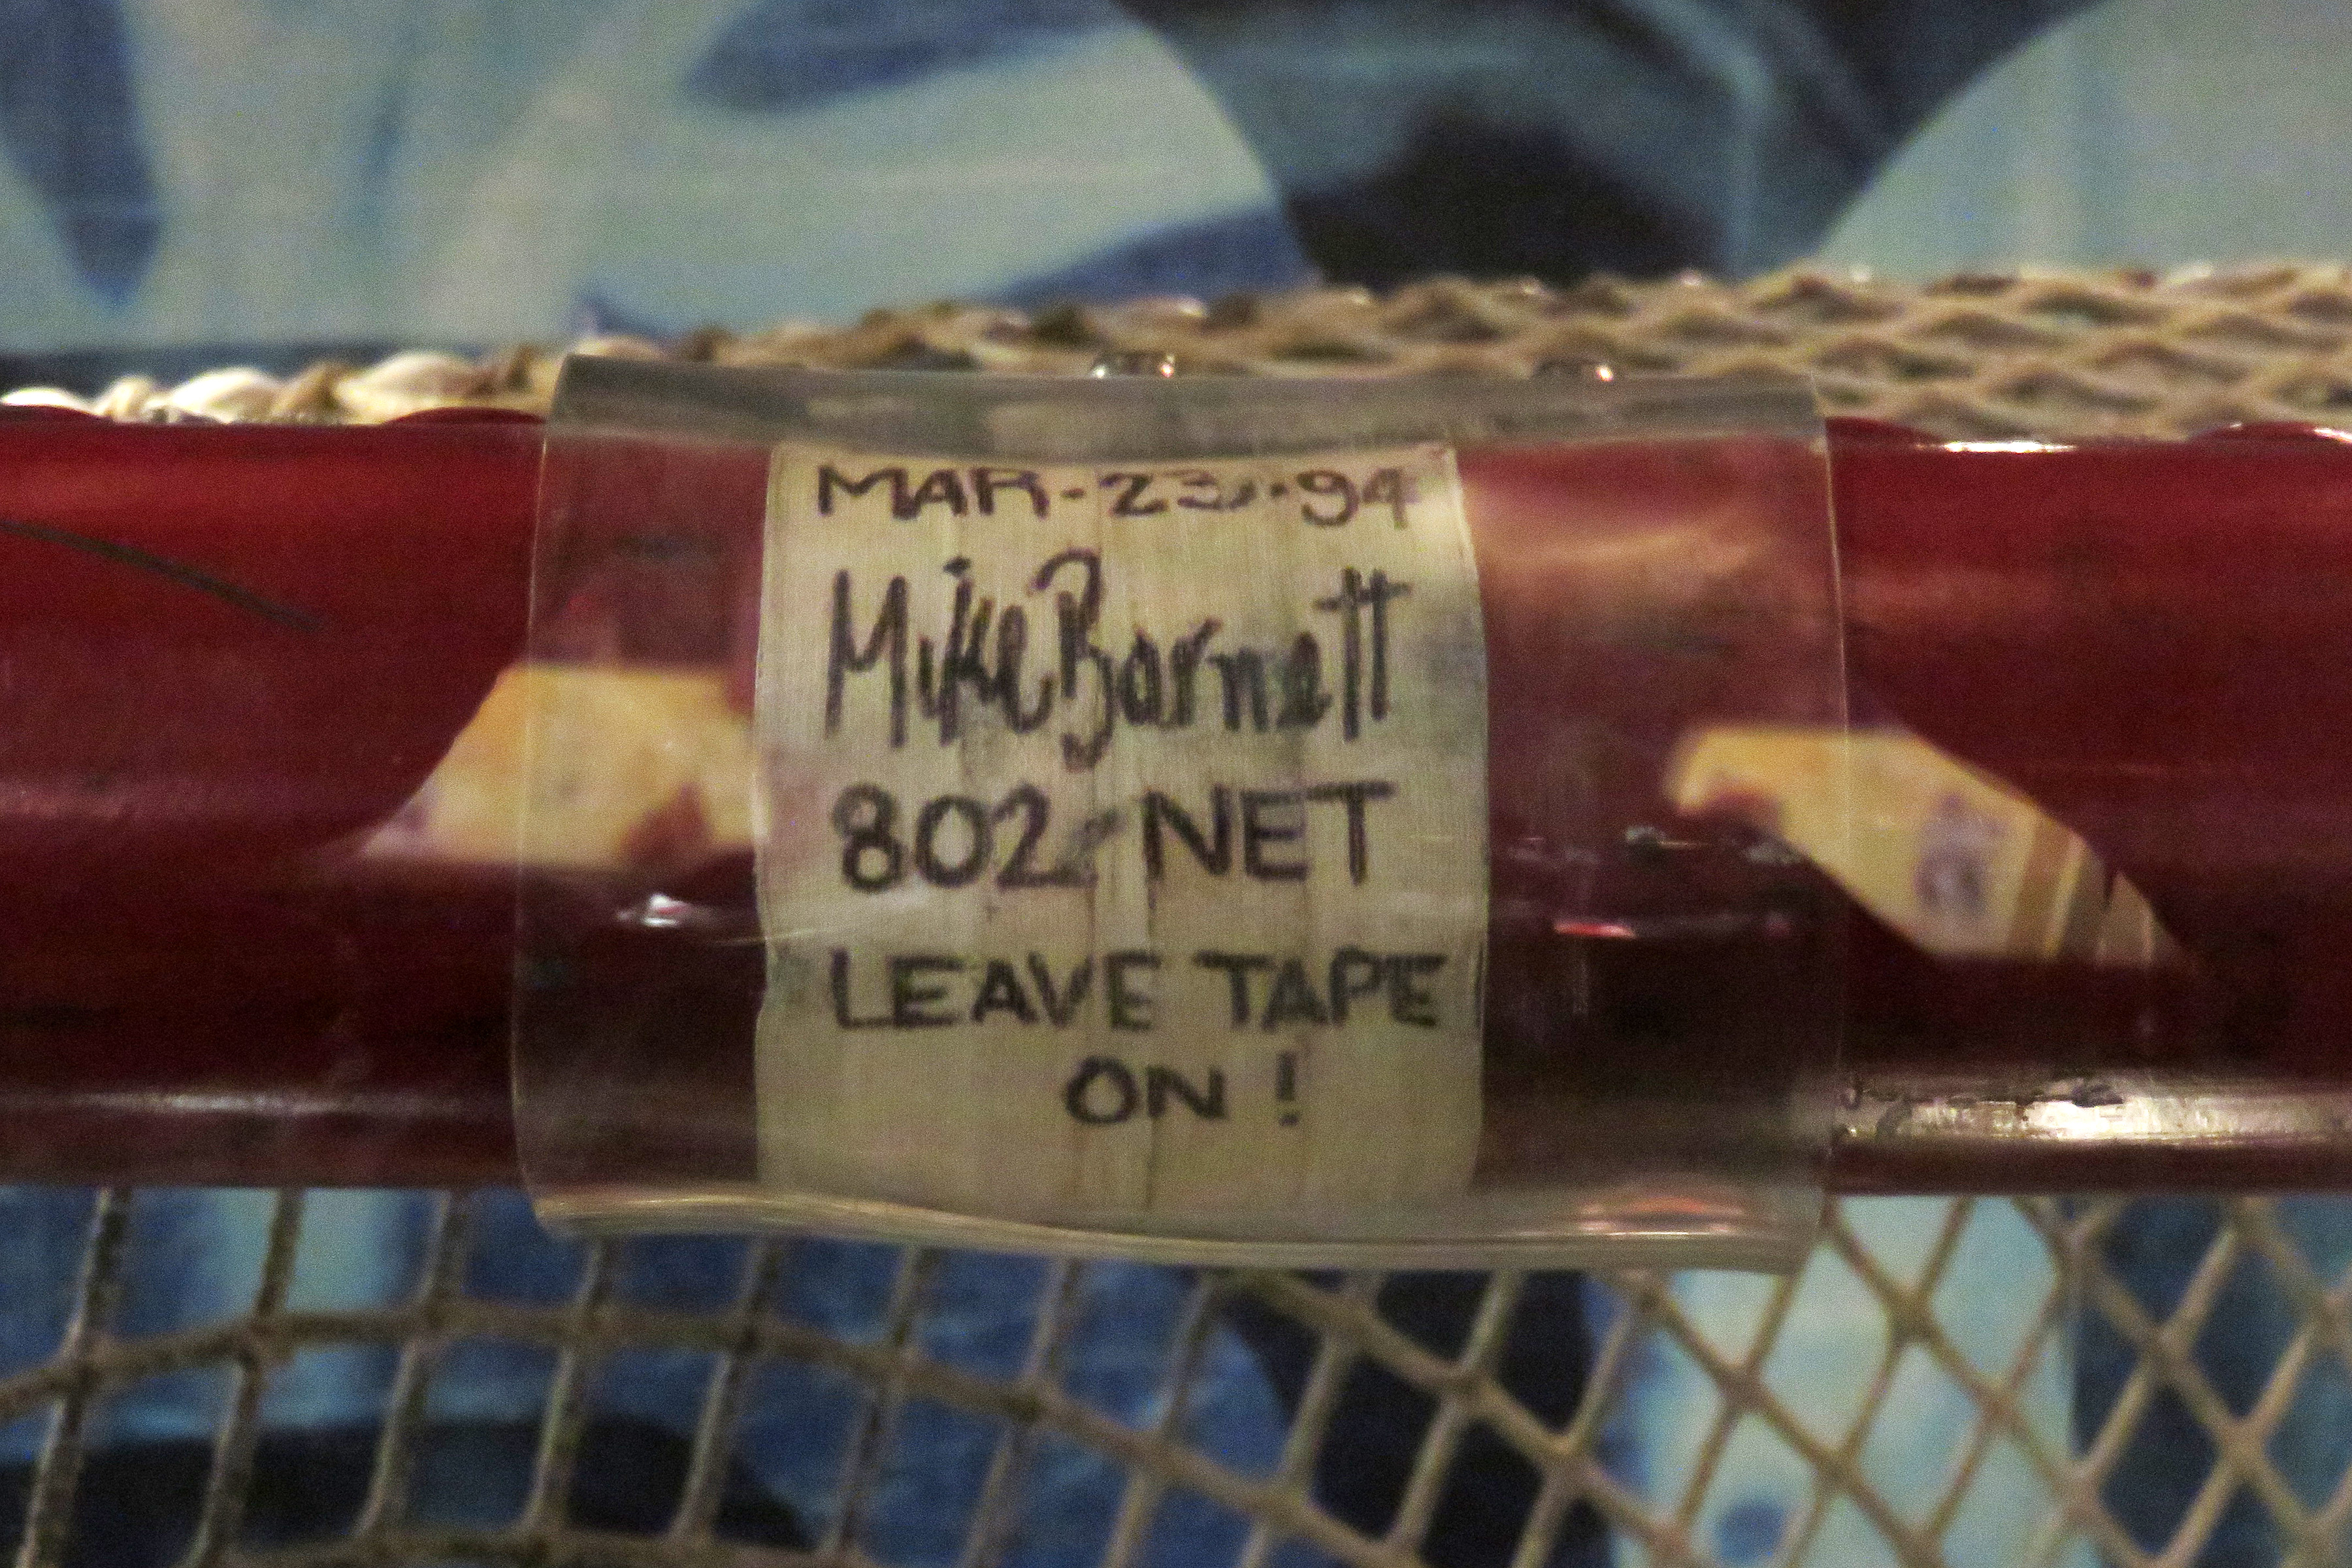 MAR-23-94
Mike Barnett
802 NET
LEAVE TAPE
ON!